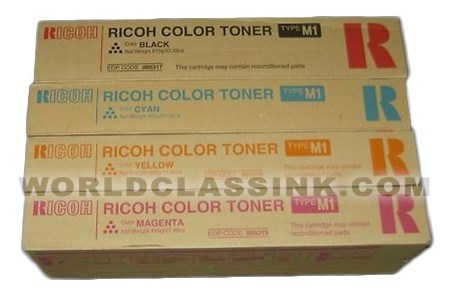 RICOH RICOH COLOR TONER TYPE M1 R
Color BLACK
EDP CODE
This cartridge may contain reconditioned parts
RICOH RICOH COLOR TONER TYPE M1 R
Color CYAN
RICOH RICOH COLOR TONER TYPE M1 R
Color YELLOW
WORLDCLASSINK.COM
RICOH RICOH COLOR TONER TYPE M1 R
Color MAGENTA
EDP CODE
This cartridge may contain
reconditioned parts